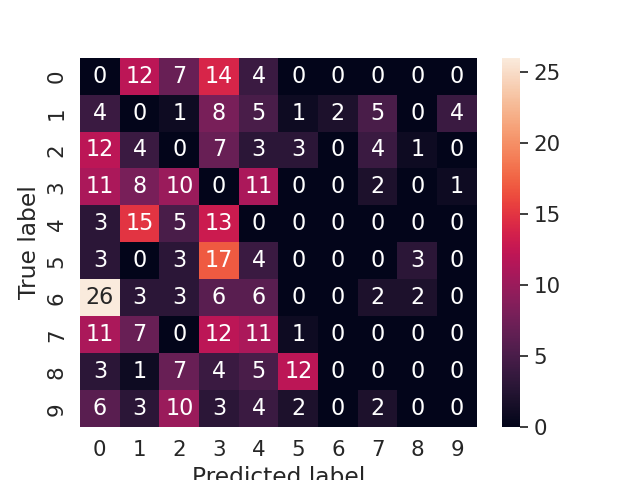 0 0 12 7 14 4 0 0 0 0 0
1 4 0 1 8 5 1 2 5 0 4
2 12 4 0 7 3 3 0 4 1 0
3 11 8 10 0 11 0 0 2 0 1
4 3 15 5 13 0 0 0 0 0 0
5 3 0 3 17 4 0 0 0 3 0
6 26 3 3 6 6 0 0 2 2 0
7 11 7 0 12 11 1 0 0 0 0
8 3 1 7 4 5 12 0 0 0 0
9 6 3 10 3 4 2 0 2 0 0
0 1 2 3 4 5 6 7 8 9
Predicted label
True label
25
20
15
10
5
0